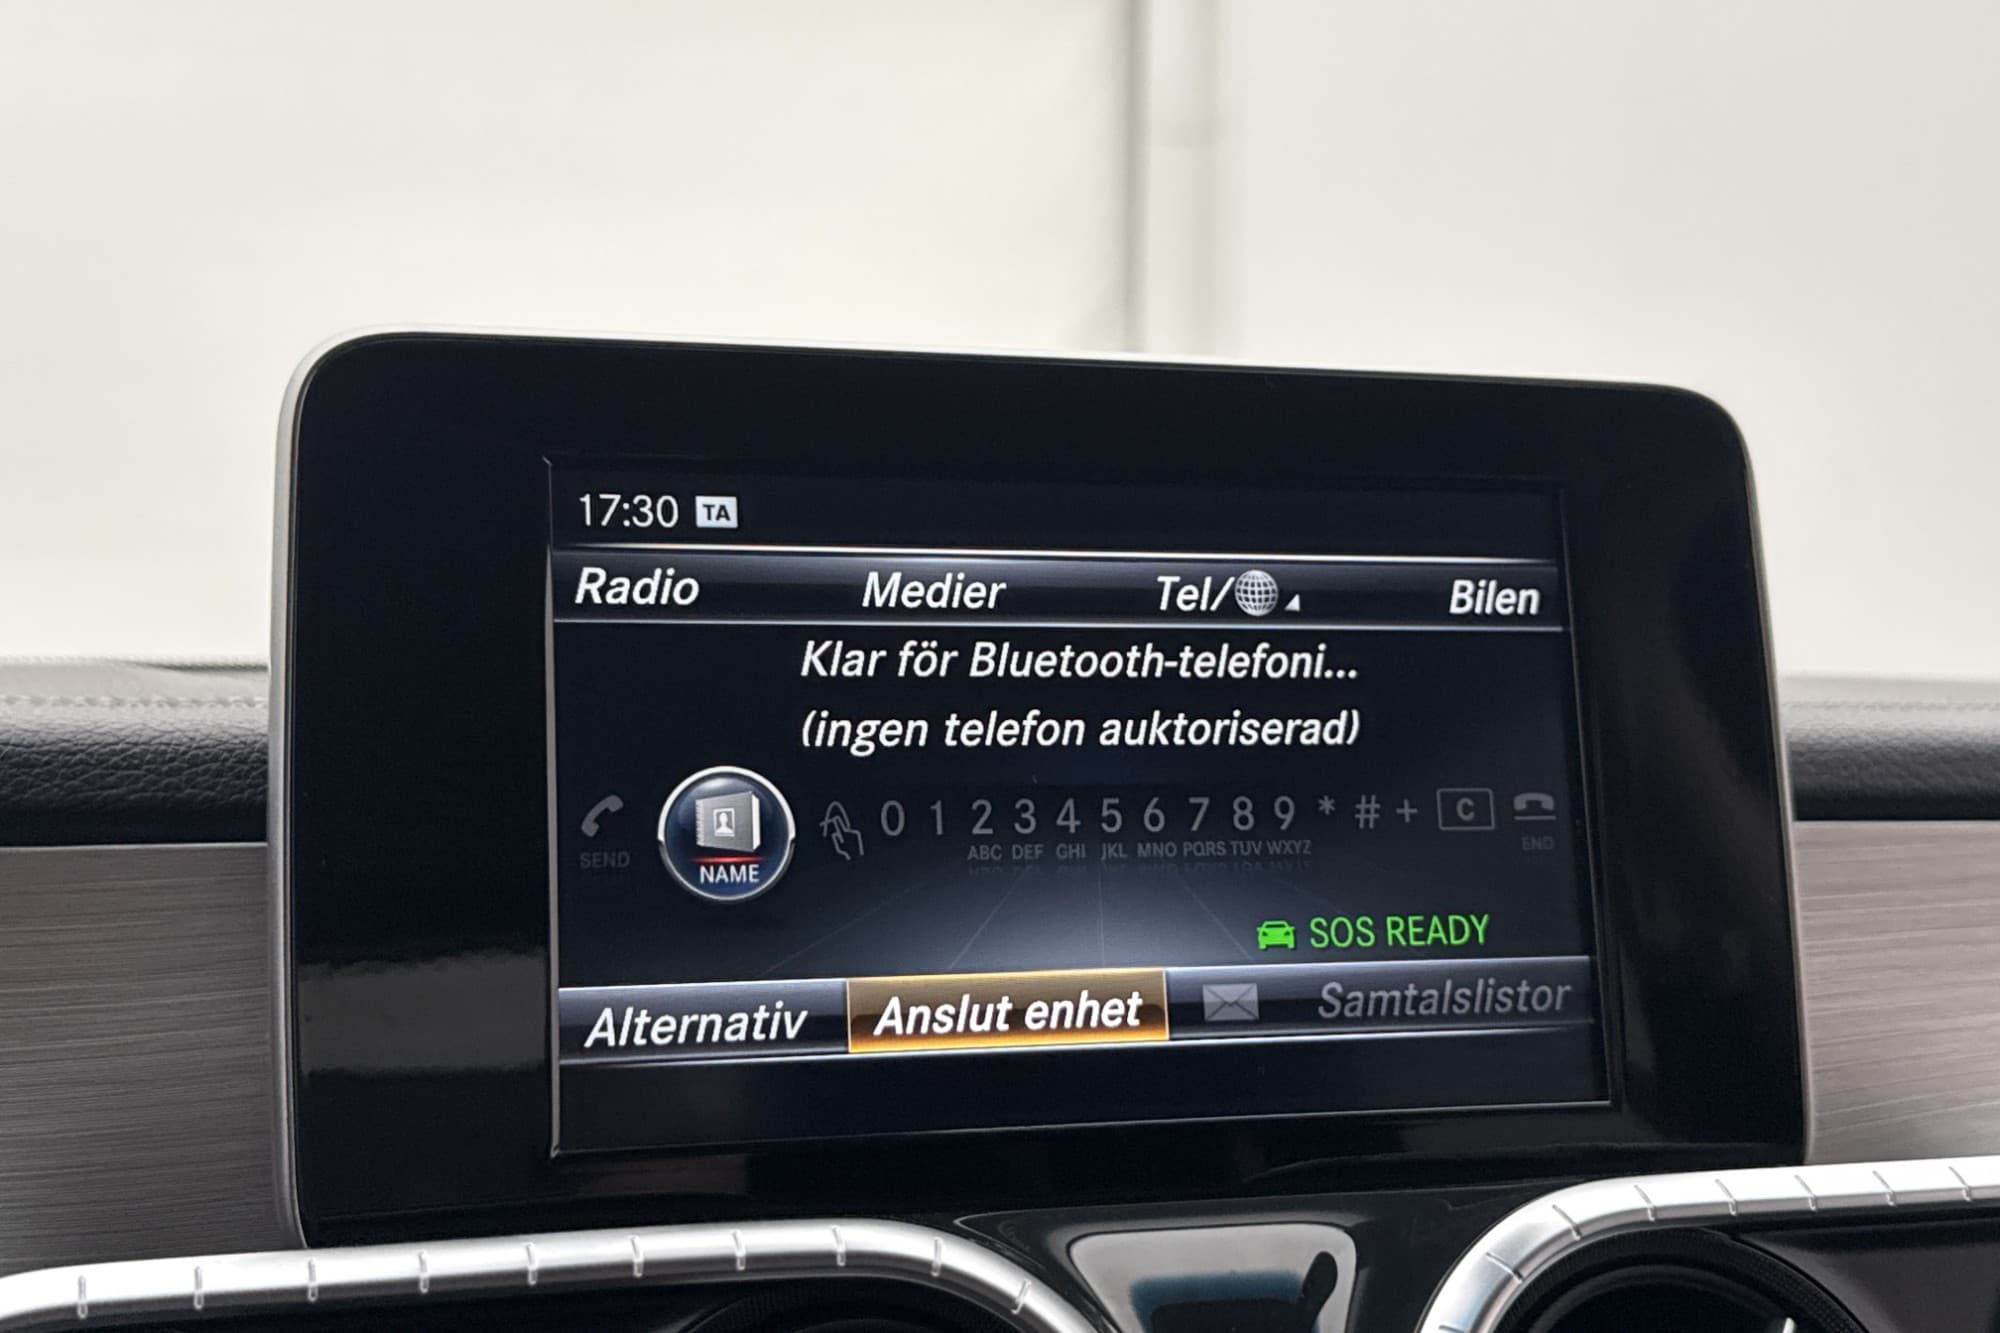 17:30 TA
Radio Medier Tel/ Bilen
Klar för Bluetooth-telefoni...
(ingen telefon auktoriserad)
0 1 2 3 4 5 6 7 8 9 * # + C
SEND NAME ABC DEF GHI JKL MNO PQRS TUV WXYZ END
SOS READY
Alternativ Anslut enhet Samtalslistor